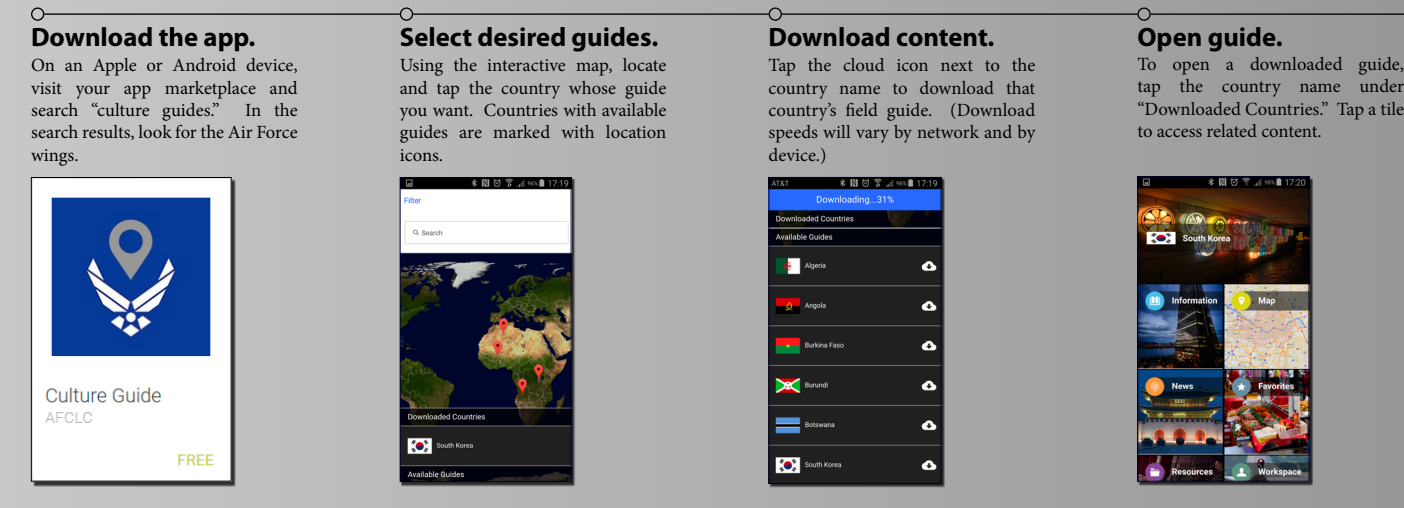 Download the app.
On an Apple or Android device,
visit your app marketplace and
search “culture guides.” In the
search results, look for the Air Force
wings.
Culture Guide
AFCLC
FREE
Select desired guides.
Using the interactive map, locate
and tap the country whose guide
you want. Countries with available
guides are marked with location
icons.
96% 17:19
Filter
Search
Downloaded Countries
South Korea
Available Guides
Download content.
Tap the cloud icon next to the
country name to download that
country’s field guide. (Download
speeds will vary by network and by
device.)
AT&T 96% 17:19
Downloading...31%
Downloaded Countries
Available Guides
Algeria
Angola
Burkina Faso
Burundi
Botswana
South Korea
Open guide.
To open a downloaded guide,
tap the country name under
“Downloaded Countries.” Tap a tile
to access related content.
96% 17:20
South Korea
Information Map
News Favorites
Resources Workspace